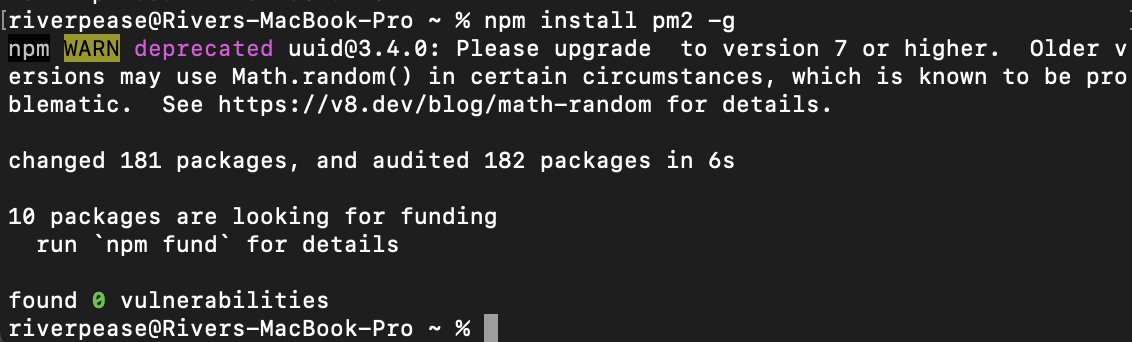 [riverpease@Rivers-MacBook-Pro ~ % npm install pm2 -g
npm WARN deprecated uuid@3.4.0: Please upgrade  to version 7 or higher.  Older v
ersions may use Math.random() in certain circumstances, which is known to be pro
blematic.  See https://v8.dev/blog/math-random for details.
changed 181 packages, and audited 182 packages in 6s
10 packages are looking for funding
  run `npm fund` for details
found 0 vulnerabilities
riverpease@Rivers-MacBook-Pro ~ %